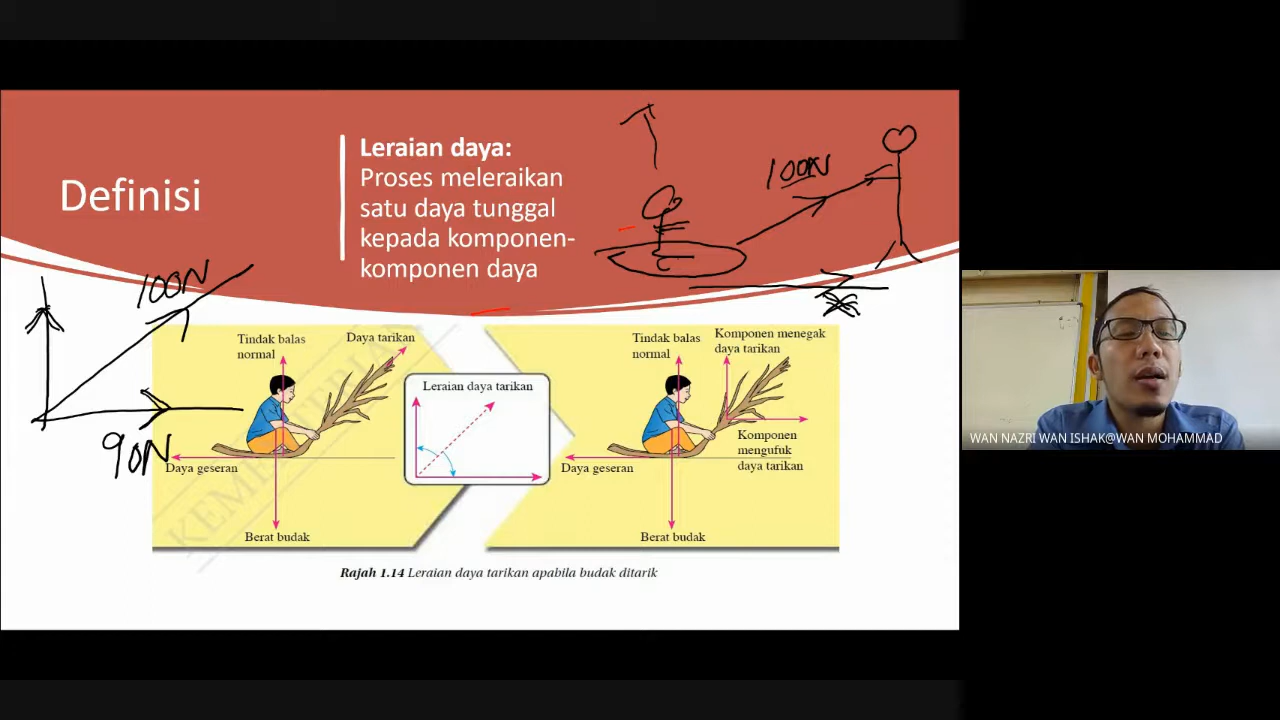 Definisi
Leraian daya:
Proses meleraikan
satu daya tunggal
kepada komponen-
komponen daya
100N
100N
90N
Tindak balas
normal
Daya tarikan
Daya geseran
Berat budak
Leraian daya tarikan
Tindak balas
normal
Komponen menegak
daya tarikan
Komponen
mengufuk
daya tarikan
Daya geseran
Berat budak
KEMENTERIAN
Rajah 1.14 Leraian daya tarikan apabila budak ditarik
WAN NAZRI WAN ISHAK@WAN MOHAMMAD